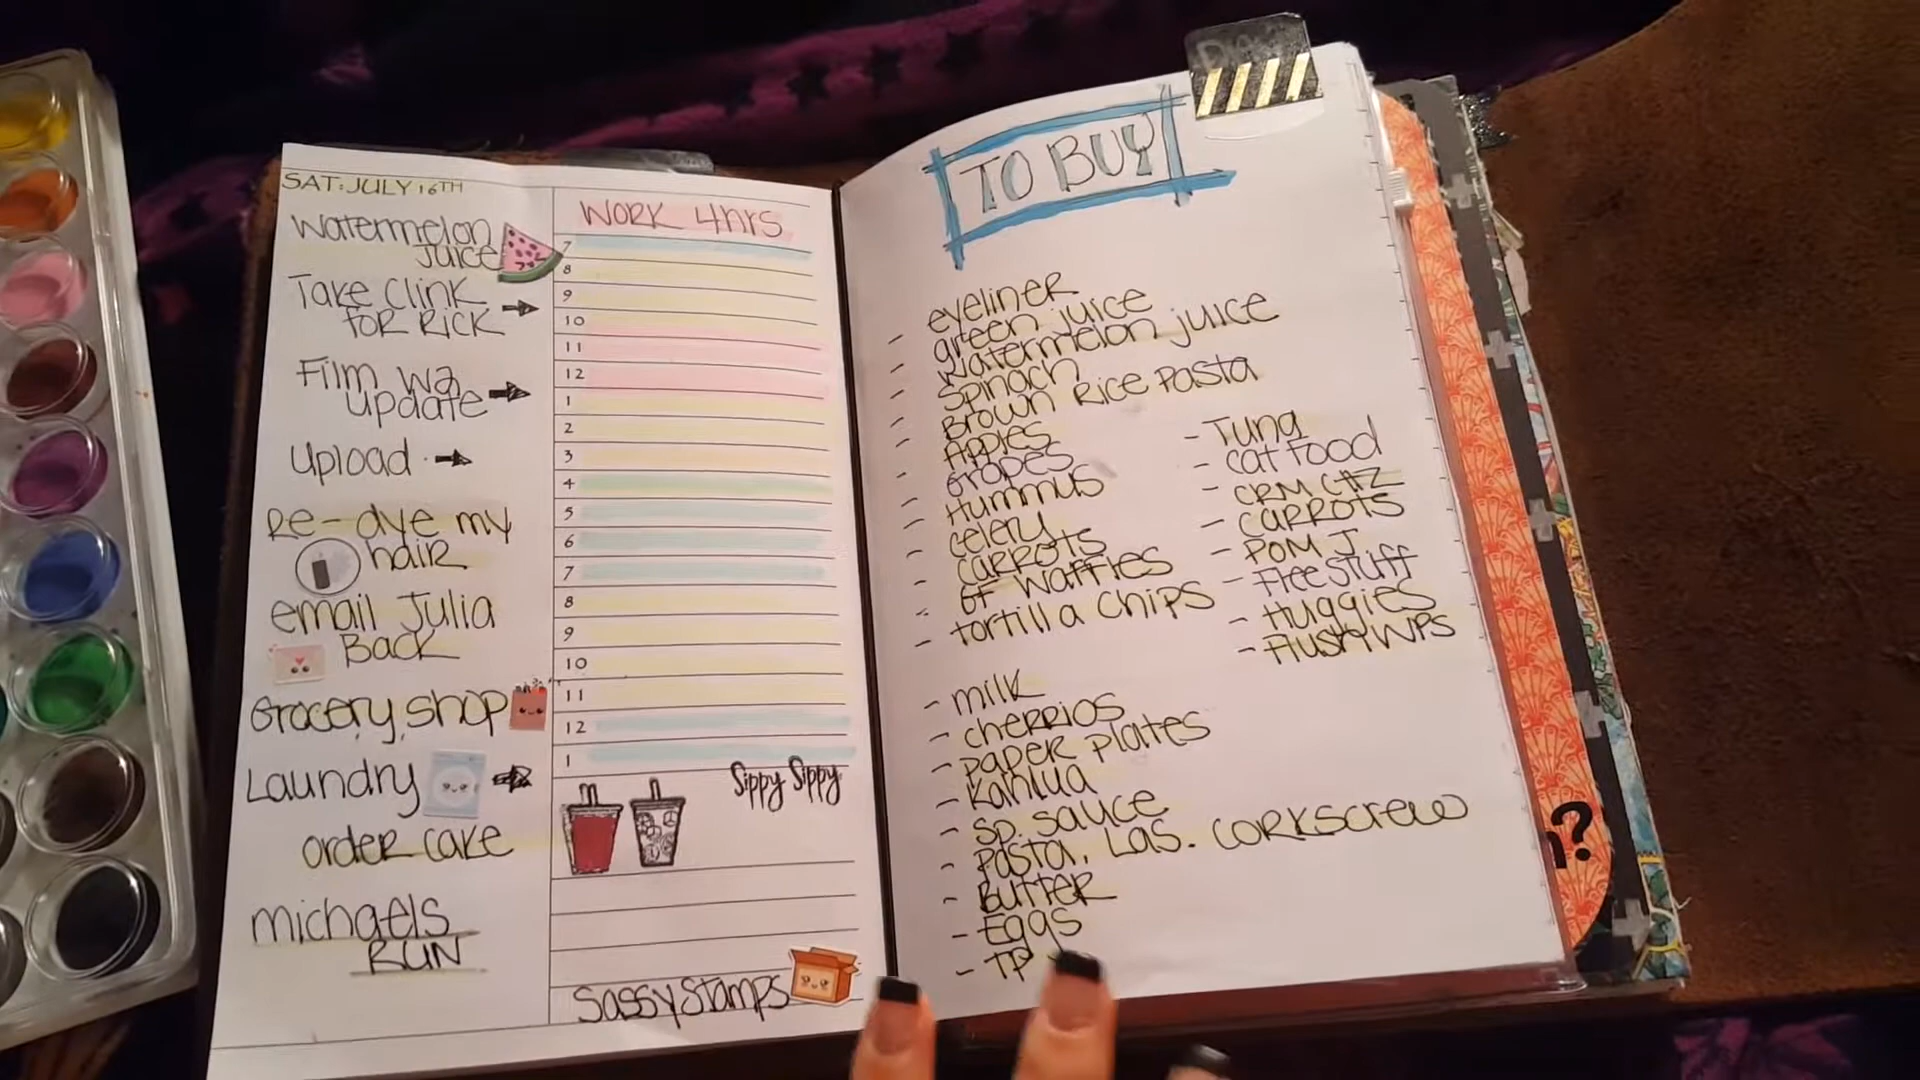 SAT: JULY 16TH
Watermelon
Juice
Take Clink
FOR RICK
Film wa
update
Upload
Re-dye my
hair
email Julia
Back
Grocery shop
Laundry
order cake
michaels
RUN
WORK 4hrs
7
8
9
10
11
12
1
2
3
4
5
6
7
8
9
10
11
12
1
Sippy Sippy
SassyStamps
TO BUY
- eyeliner
- green juice
- watermelon juice
- Spinach
- Brown Rice Pasta
- Apples
- Grapes
- Hummus
- celery
- carrots
- GF Waffles
- tortilla chips
- Tuna
- cat food
- CRM CHZ
- CARROTS
- POM J
- Flee stuff
- Huggies
- Flush WPS
- milk
- cherrios
- paper plates
- Kahlua
- sp. sauce
- Pasta, Las. corkscrew
- Butter
- Eggs
- TP
?